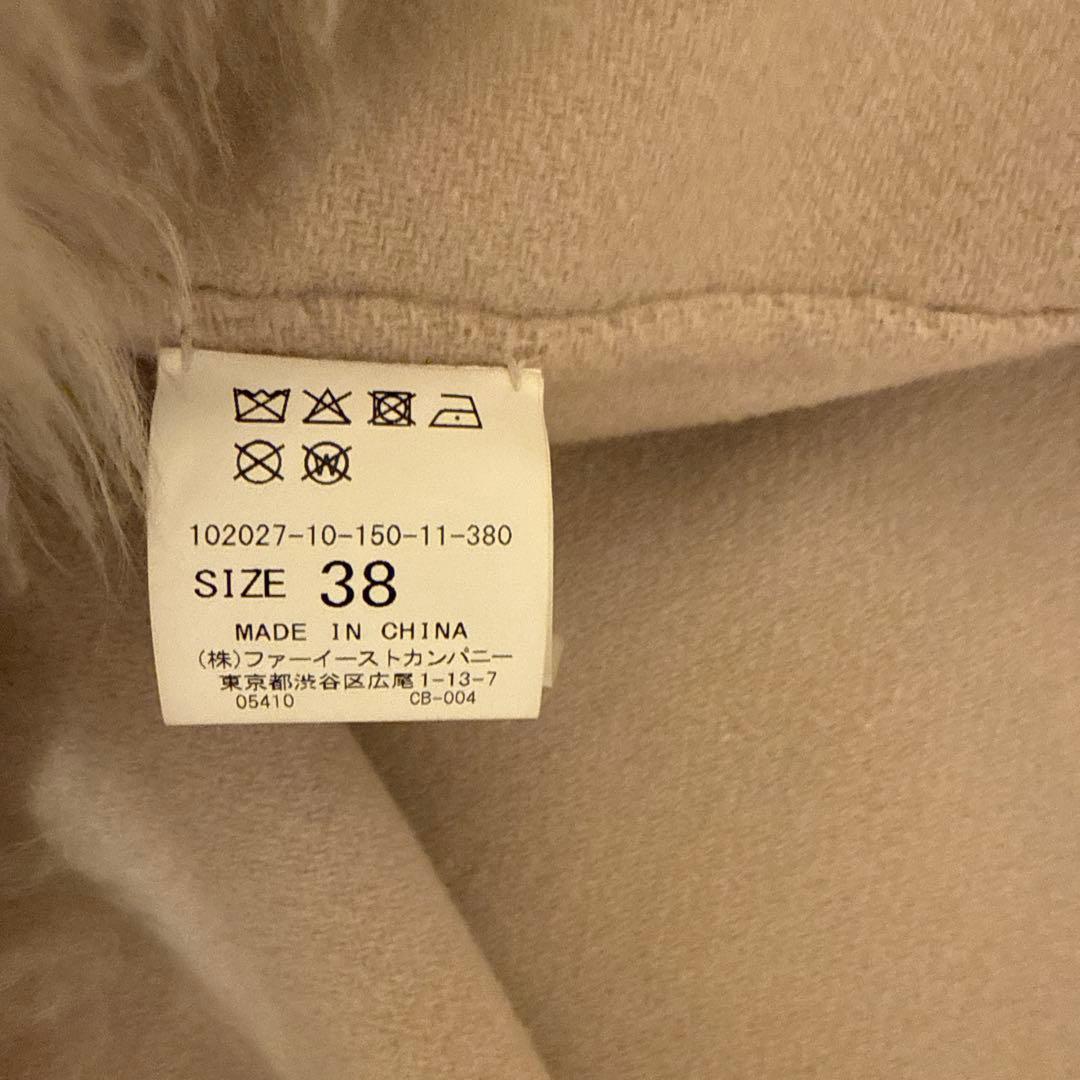 102027-10-150-11-380
SIZE 38
MADE IN CHINA
(株)ファーイーストカンパニー
東京都渋谷区広尾1-13-7
05410 CB-004